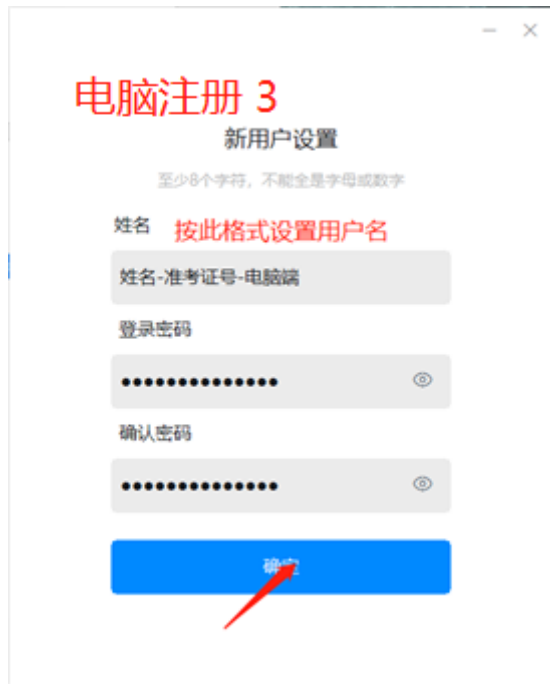 电脑注册 3
新用户设置
至少8个字符，不能全是字母或数字
姓名 按此格式设置用户名
姓名-准考证号-电脑端
登录密码
●●●●●●●●●●●●●●
确认密码
●●●●●●●●●●●●●●
确定